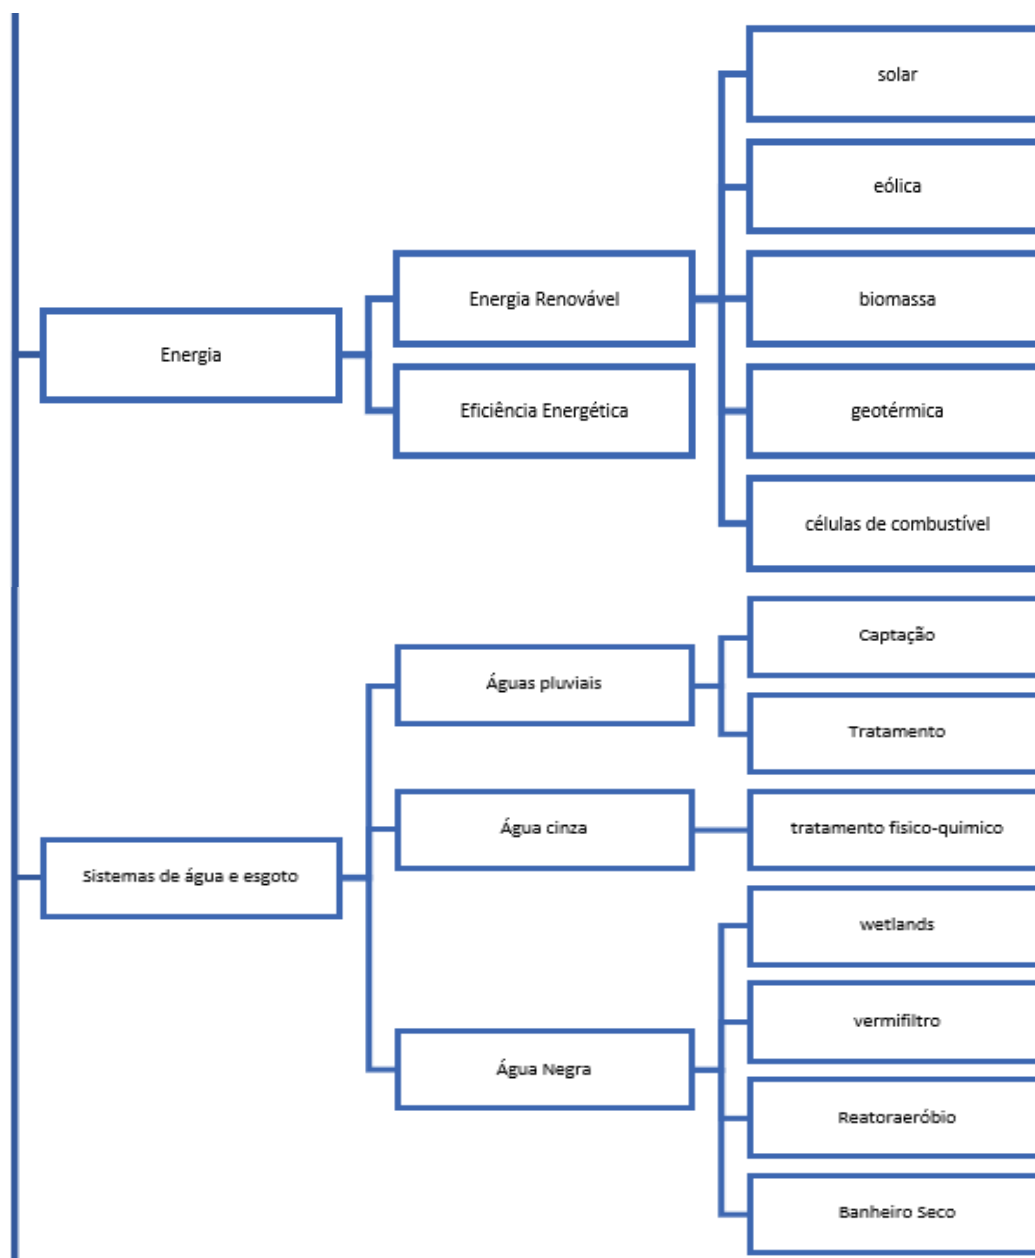 solar
eólica
biomassa
geotérmica
células de combustível
Energia Renovável
Eficiência Energética
Energia
Captação
Tratamento
Águas pluviais
tratamento fisico-quimico
Água cinza
Sistemas de água e esgoto
wetlands
vermifiltro
Reatoraeróbio
Banheiro Seco
Água Negra